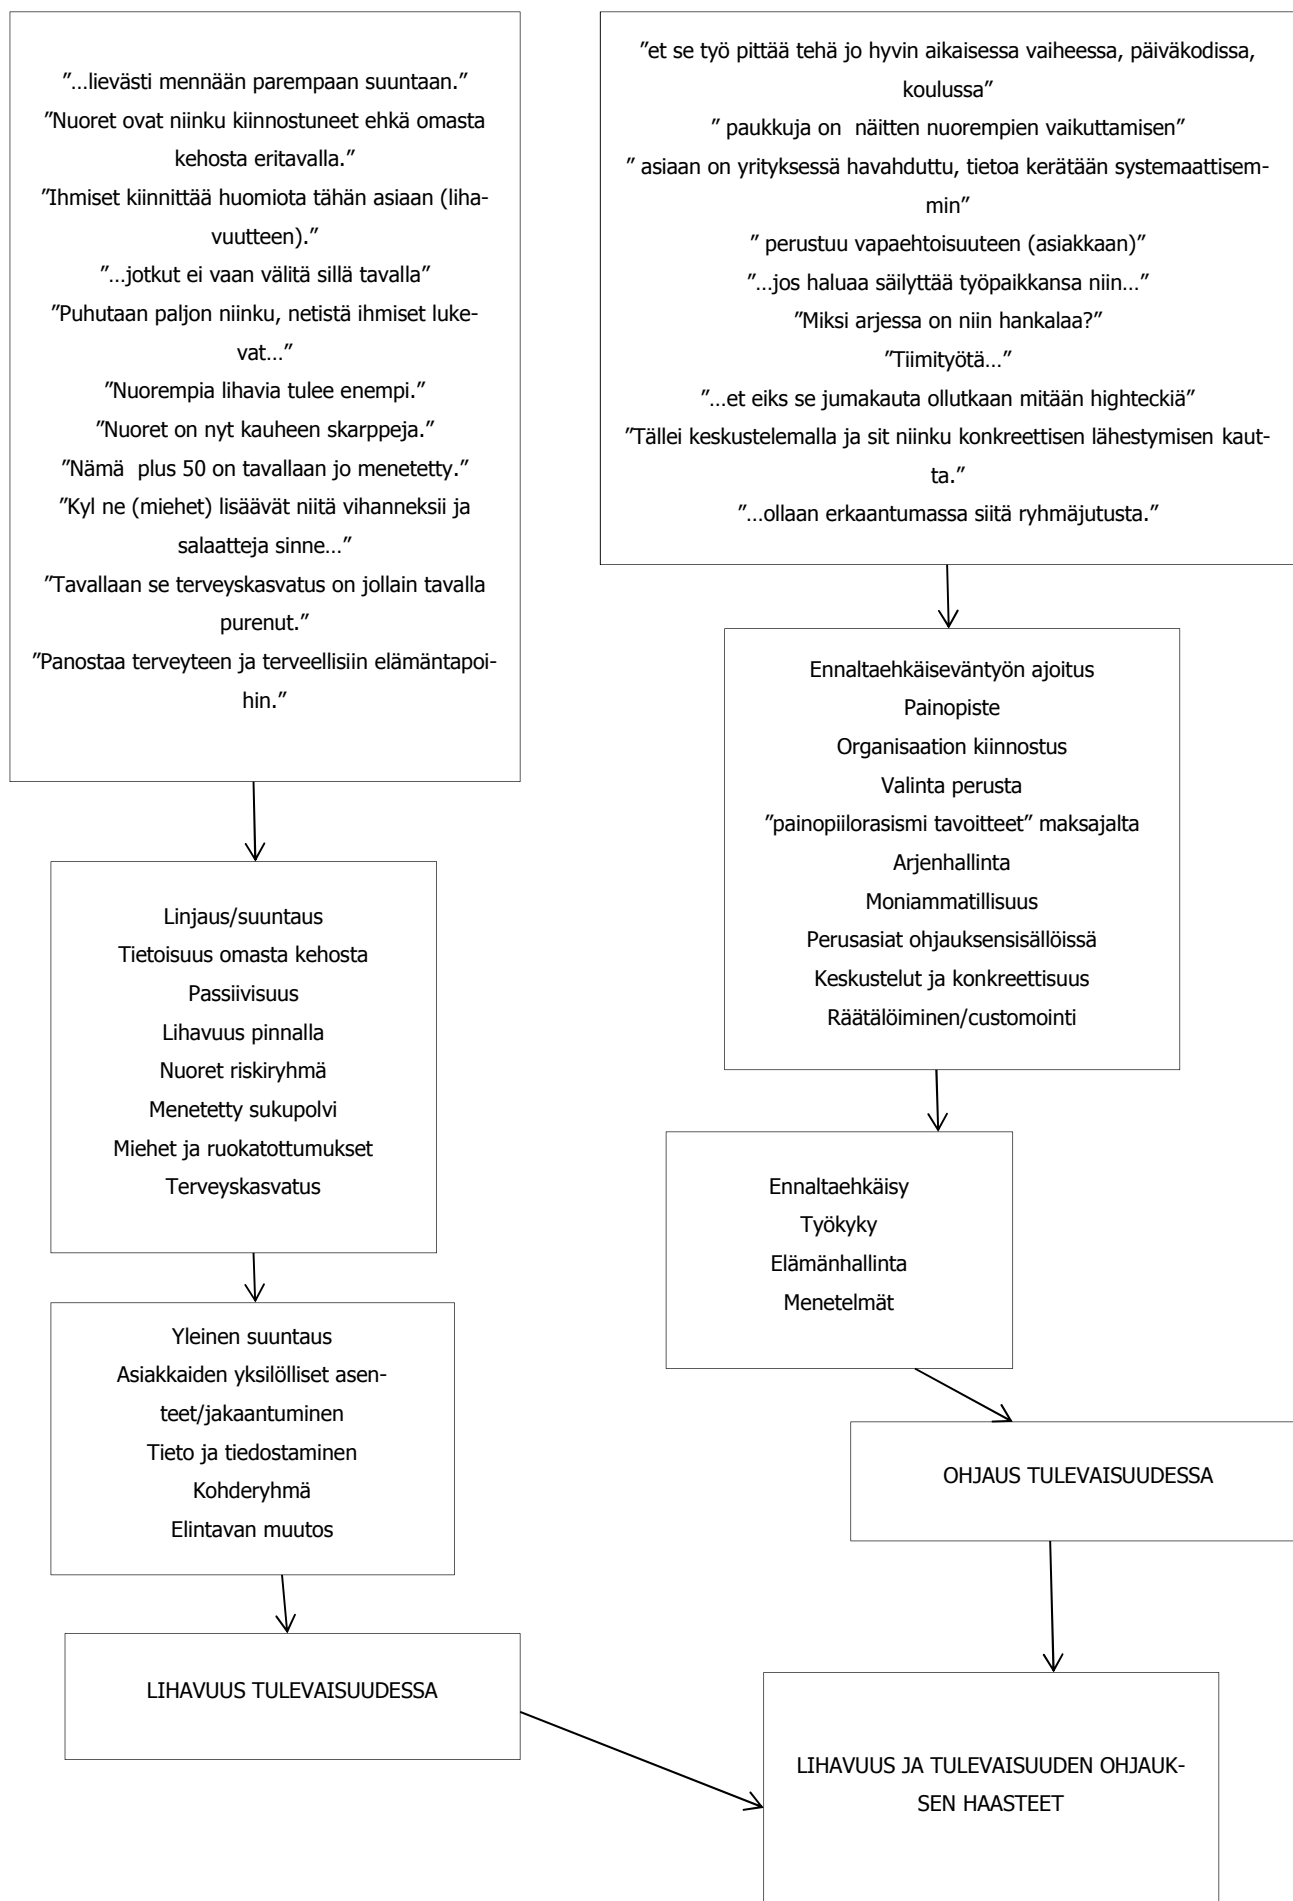 ”…lievästi mennään parempaan suuntaan.”
”Nuoret ovat niinku kiinnostuneet ehkä omasta
kehosta eritavalla.”
”Ihmiset kiinnittää huomiota tähän asiaan (liha-
vuutteen).”
”…jotkut ei vaan välitä sillä tavalla”
”Puhutaan paljon niinku, netistä ihmiset luke-
vat…”
”Nuorempia lihavia tulee enempi.”
”Nuoret on nyt kauheen skarppeja.”
”Nämä  plus 50 on tavallaan jo menetetty.”
”Kyl ne (miehet) lisäävät niitä vihanneksii ja
salaatteja sinne…”
”Tavallaan se terveyskasvatus on jollain tavalla
purenut.”
”Panostaa terveyteen ja terveellisiin elämäntapoi-
hin.”
Linjaus/suuntaus
Tietoisuus omasta kehosta
Passiivisuus
Lihavuus pinnalla
Nuoret riskiryhmä
Menetetty sukupolvi
Miehet ja ruokatottumukset
Terveyskasvatus
Yleinen suuntaus
Asiakkaiden yksilölliset asen-
teet/jakaantuminen
Tieto ja tiedostaminen
Kohderyhmä
Elintavan muutos
LIHAVUUS TULEVAISUUDESSA
”et se työ pittää tehä jo hyvin aikaisessa vaiheessa, päiväkodissa,
koulussa”
” paukkuja on  näitten nuorempien vaikuttamisen”
” asiaan on yrityksessä havahduttu, tietoa kerätään systemaattisem-
min”
” perustuu vapaehtoisuuteen (asiakkaan)”
”…jos haluaa säilyttää työpaikkansa niin…”
”Miksi arjessa on niin hankalaa?”
”Tiimityötä…”
”…et eiks se jumakauta ollutkaan mitään highteckiä”
”Tällei keskustelemalla ja sit niinku konkreettisen lähestymisen kaut-
ta.”
”…ollaan erkaantumassa siitä ryhmäjutusta.”
Ennaltaehkäiseväntyön ajoitus
Painopiste
Organisaation kiinnostus
Valinta perusta
”painopiilorasismi tavoitteet” maksajalta
Arjenhallinta
Moniammatillisuus
Perusasiat ohjauksensisällöissä
Keskustelut ja konkreettisuus
Räätälöiminen/customointi
Ennaltaehkäisy
Työkyky
Elämänhallinta
Menetelmät
OHJAUS TULEVAISUUDESSA
LIHAVUUS JA TULEVAISUUDEN OHJAUK-
SEN HAASTEET